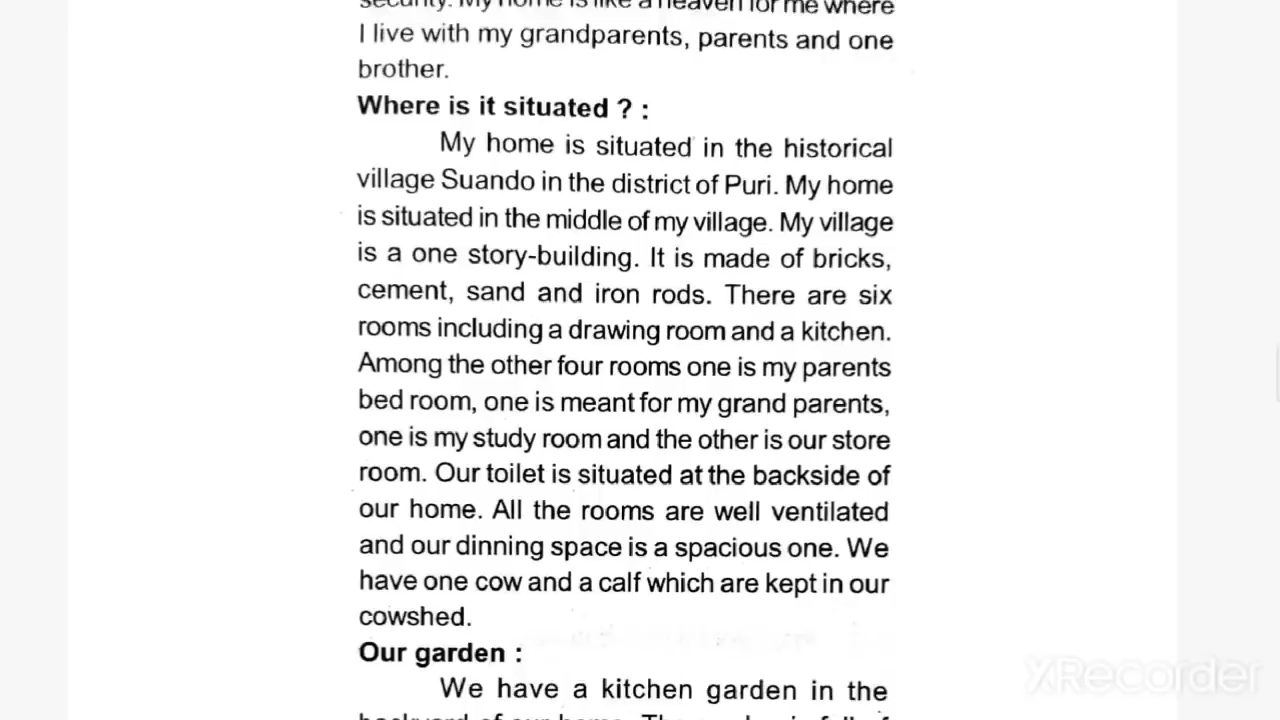 security. My home is like a heaven for me where
I live with my grandparents, parents and one
brother.
Where is it situated ? :
My home is situated in the historical
village Suando in the district of Puri. My home
is situated in the middle of my village. My village
is a one story-building. It is made of bricks,
cement, sand and iron rods. There are six
rooms including a drawing room and a kitchen.
Among the other four rooms one is my parents
bed room, one is meant for my grand parents,
one is my study room and the other is our store
room. Our toilet is situated at the backside of
our home. All the rooms are well ventilated
and our dinning space is a spacious one. We
have one cow and a calf which are kept in our
cowshed.
Our garden :
We have a kitchen garden in the
backyard of our home. The garden is full of
XRecorder